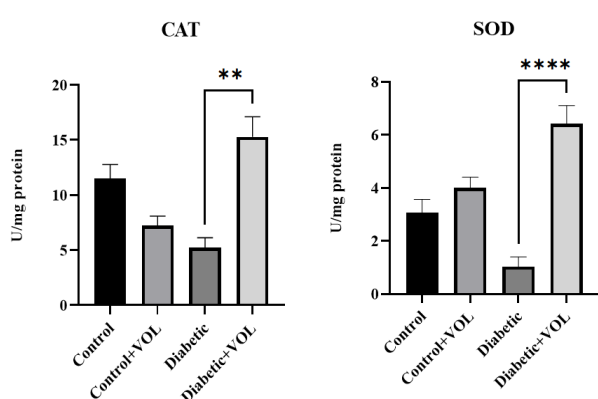 CAT
**
20
15
10
5
0
U/mg protein
Control
Control+VOL
Diabetic
Diabetic+VOL
SOD
****
8
6
4
2
0
U/mg protein
Control
Control+VOL
Diabetic
Diabetic+VOL